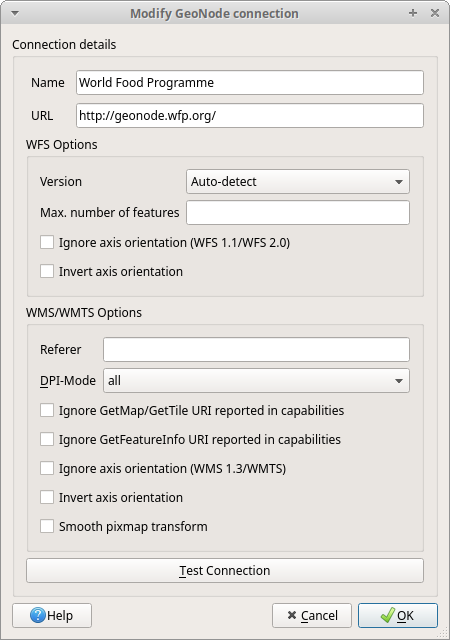 Modify GeoNode connection
Connection details
Name World Food Programme
URL http://geonode.wfp.org/
WFS Options
Version Auto-detect
Max. number of features
Ignore axis orientation (WFS 1.1/WFS 2.0)
Invert axis orientation
WMS/WMTS Options
Referer
DPI-Mode all
Ignore GetMap/GetTile URI reported in capabilities
Ignore GetFeatureInfo URI reported in capabilities
Ignore axis orientation (WMS 1.3/WMTS)
Invert axis orientation
Smooth pixmap transform
Test Connection
Help Cancel OK